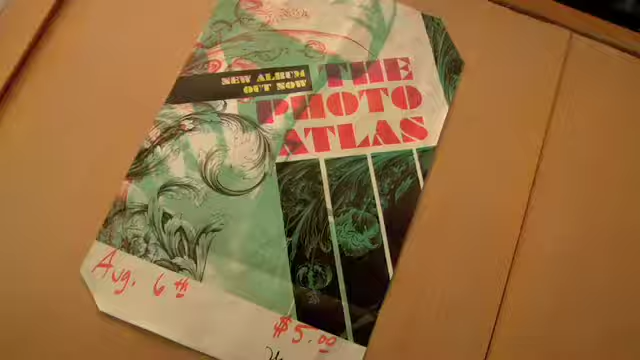 NEW ALBUM
OUT NOW
THE
PHOTO
ATLAS
Aug. 6th
$5.00